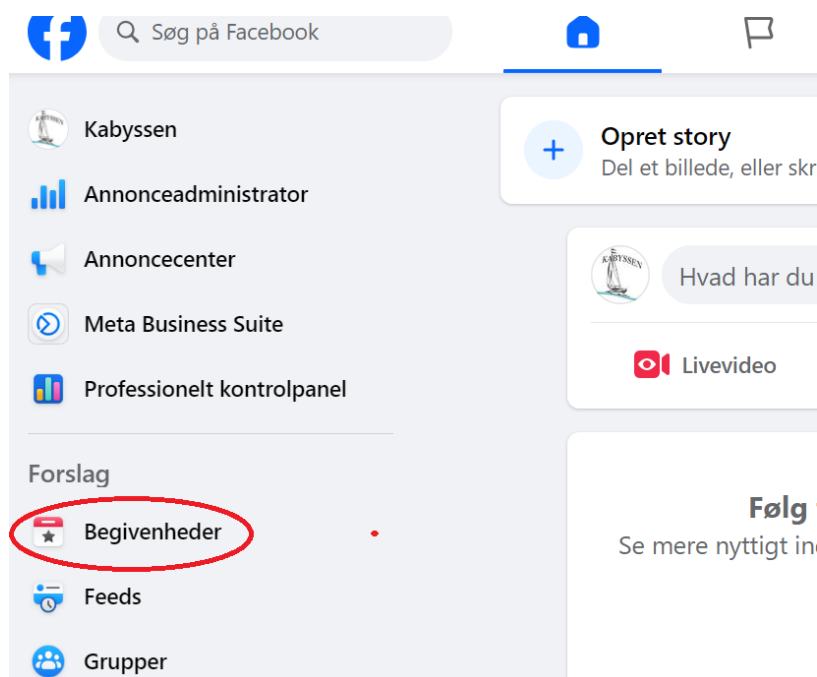 Søg på Facebook
Kabyssen
Annonceadministrator
Annoncecenter
Meta Business Suite
Professionelt kontrolpanel
Forslag
Begivenheder
Feeds
Grupper
Opret story
Del et billede, eller skr
KABYSSEN
Hvad har du
Livevideo
Følg
Se mere nyttigt in